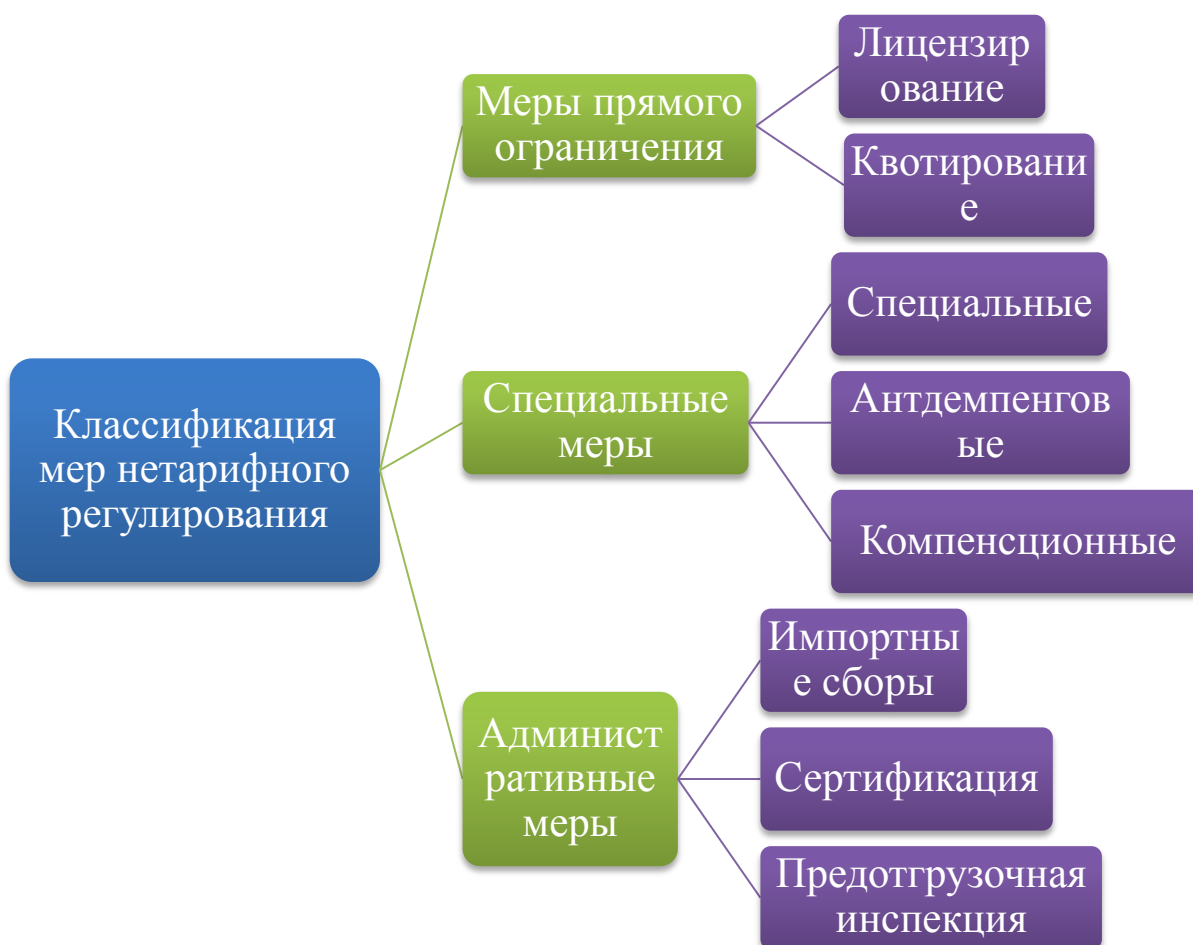 Классификация
мер нетарифного
регулирования
Меры прямого
ограничения
Лицензир
ование
Квотировани
е
Специальные
меры
Специальные
Антдемпенгов
ые
Компенсционные
Админист
ративные
меры
Импортны
е сборы
Сертификация
Предотгрузочная
инспекция